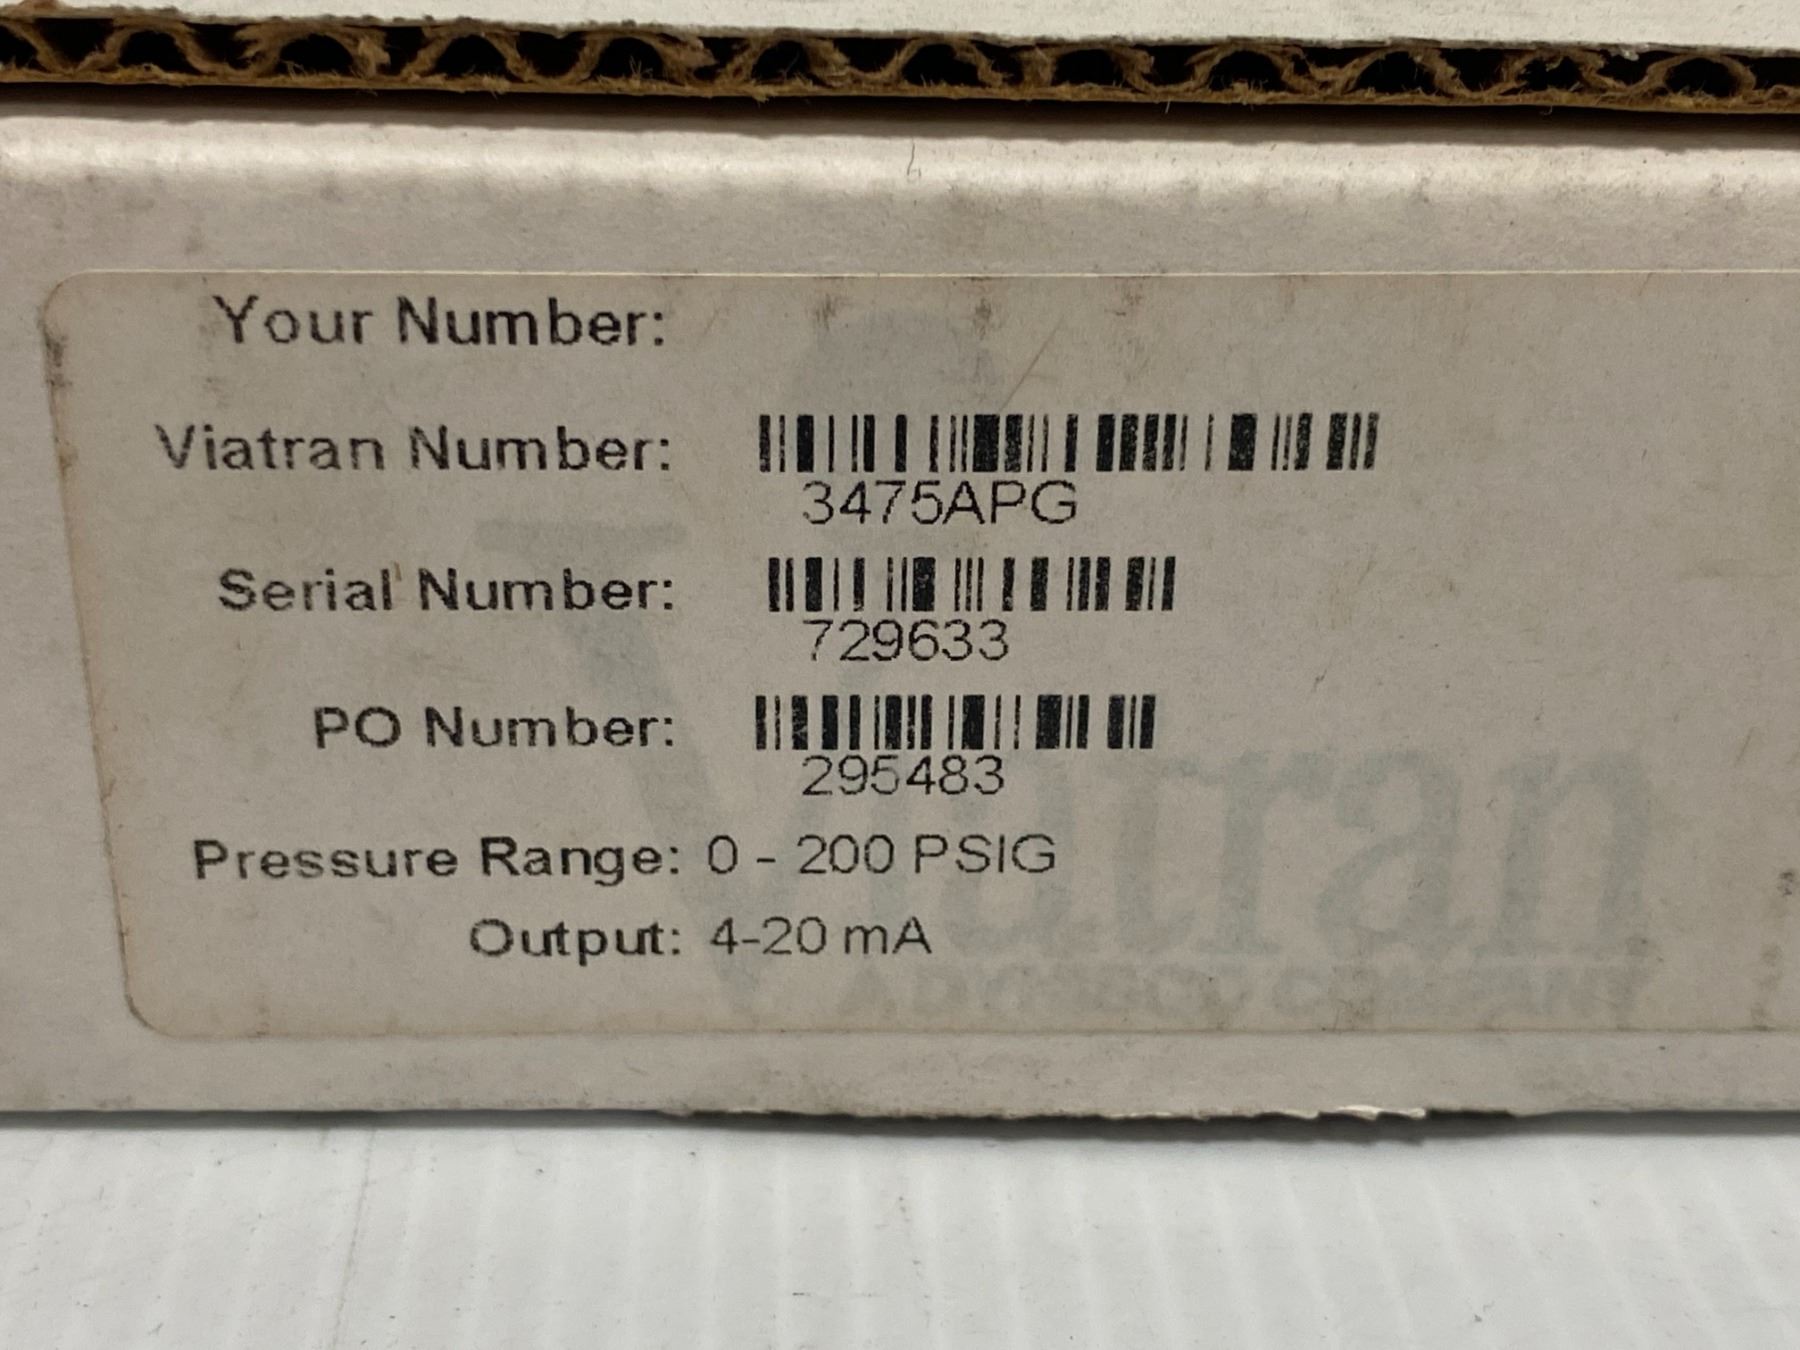 Your Number:
Viatran Number:
3475APG
Serial Number:
729633
PO Number:
295483
Pressure Range: 0 - 200 PSIG
Output: 4-20 mA
Viatran